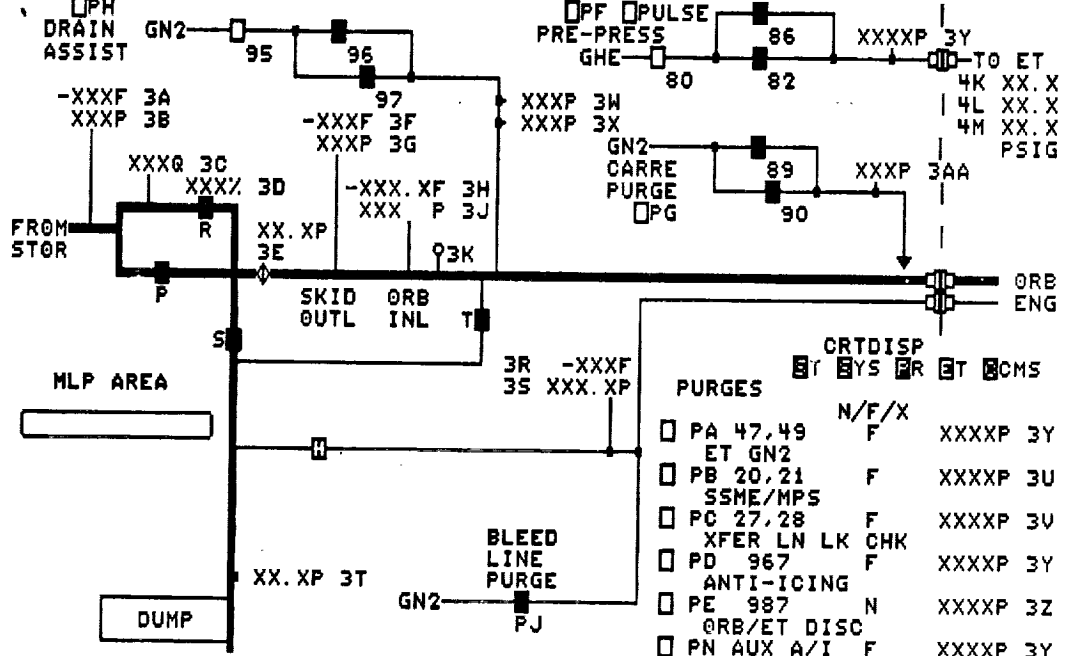 ▯PH
DRAIN GN2
ASSIST
95
96
97
▯PF ▯PULSE
PRE-PRESS
GHE
80
86
82
XXXXP 3Y
TO ET
4K XX.X
4L XX.X
4M XX.X
PSIG
-XXXF 3A
XXXP 3B
-XXXF 3F
XXXP 3G
XXXP 3W
XXXP 3X
GN2
CARRE
PURGE
▯PG
89
90
XXXP 3AA
XXXQ 3C
XXX% 3D
-XXX.XF 3H
XXX P 3J
FROM
STOR
R
XX.XP
3E
3K
P
SKID
OUTL
ORB
INL
T
ORB
ENG
S
MLP AREA
3R -XXXF
3S XXX.XP
CRTDISP
ST SYS FR ET XCMS
PURGES
N/F/X
▯ PA 47,49 F XXXXP 3Y
ET GN2
▯ PB 20,21 F XXXXP 3U
SSME/MPS
▯ PC 27,28 F XXXXP 3V
XFER LN LK CHK
▯ PD 967 F XXXXP 3Y
ANTI-ICING
▯ PE 987 N XXXXP 3Z
ORB/ET DISC
PN AUX A/I F XXXXP 3Y
H
XX.XP 3T
BLEED
LINE
PURGE
GN2
PJ
DUMP